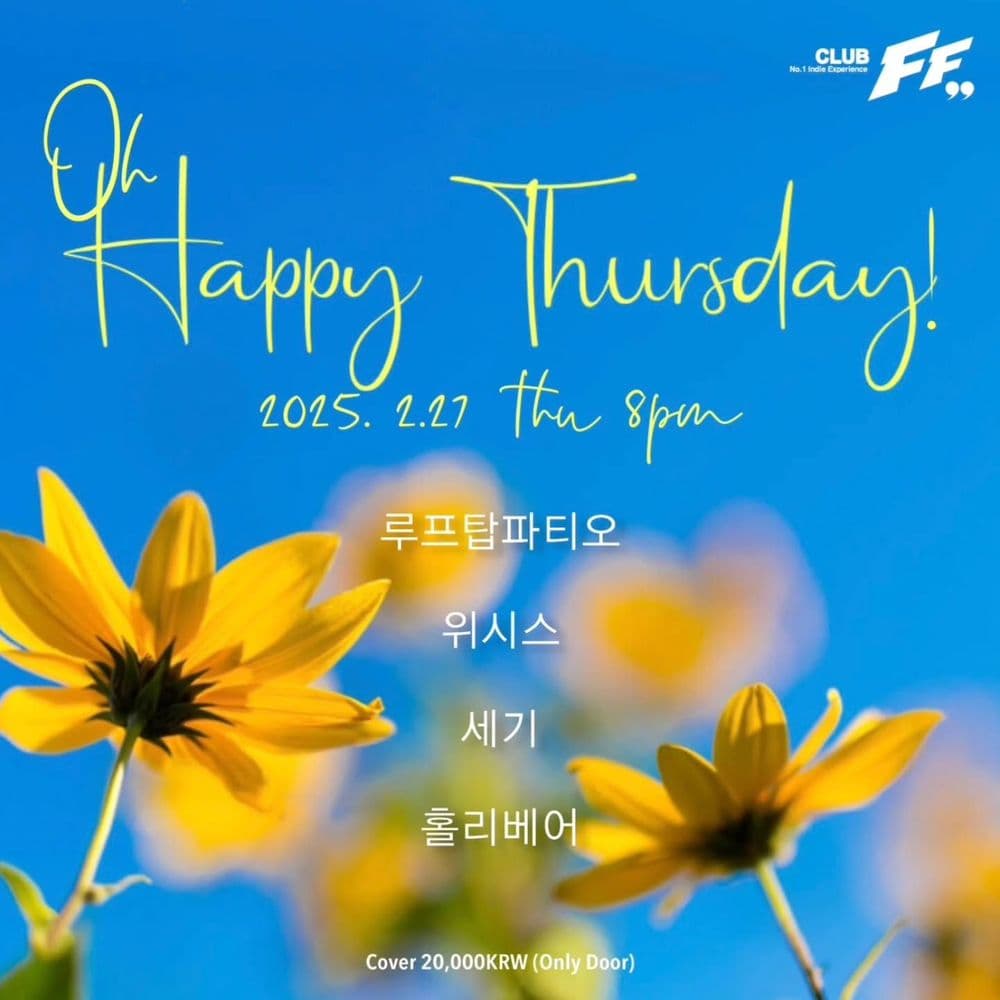 CLUB
No.1 Indie Experience
FF
Oh
Happy Thursday!
2025. 2.27 Thu 8pm
루프탑파티오
위시스
세기
홀리베어
Cover 20,000KRW (Only Door)